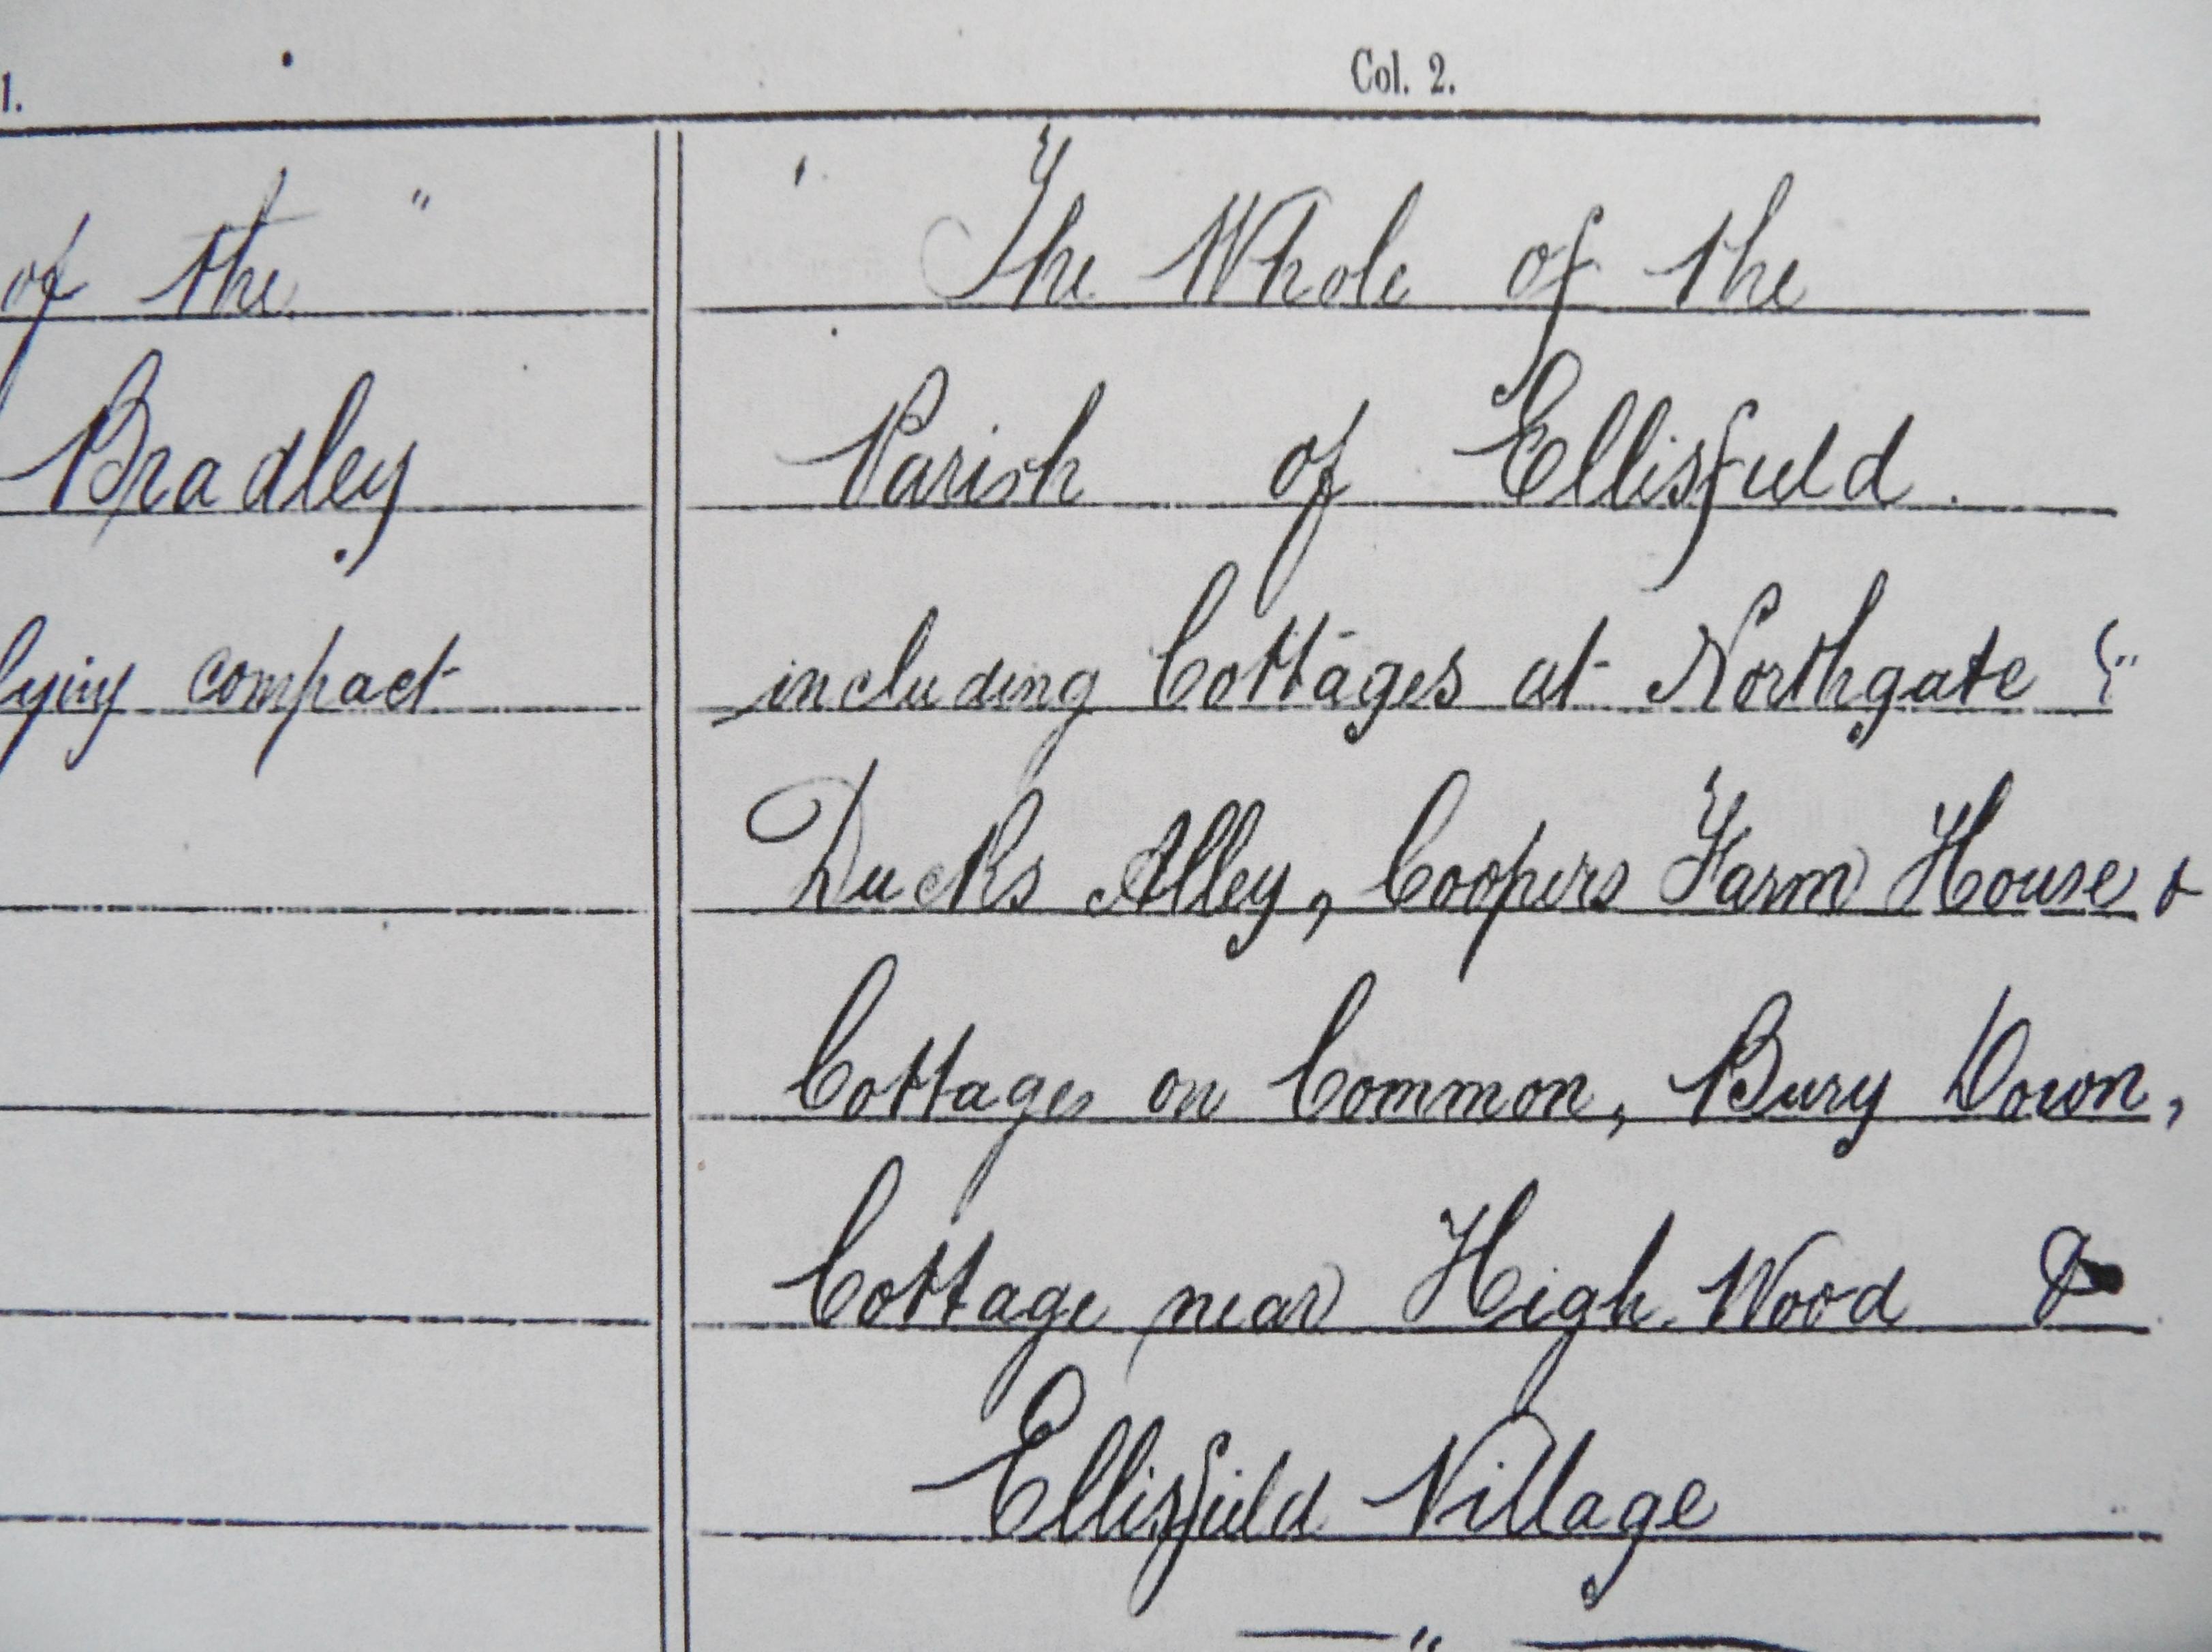 1.
of the "
Bradley
lying compact
Col. 2.
The Whole of the
Parish of Ellisfield.
including Cottages at Northgate &
Ducks Alley, Coopers Farm House &
Cottages on Common, Bury Down,
Cottage near High Wood &
Ellisfield Village